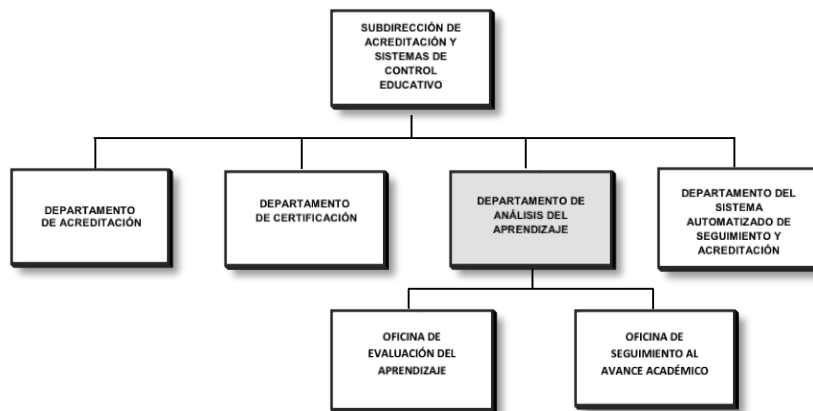 SUBDIRECCIÓN DE
ACREDITACIÓN Y
SISTEMAS DE
CONTROL
EDUCATIVO
DEPARTAMENTO
DE ACREDITACIÓN
DEPARTAMENTO
DE CERTIFICACIÓN
DEPARTAMENTO DE
ANÁLISIS DEL
APRENDIZAJE
DEPARTAMENTO DEL
SISTEMA
AUTOMATIZADO DE
SEGUIMIENTO Y
ACREDITACIÓN
OFICINA DE
EVALUACIÓN DEL
APRENDIZAJE
OFICINA DE
SEGUIMIENTO AL
AVANCE ACADÉMICO